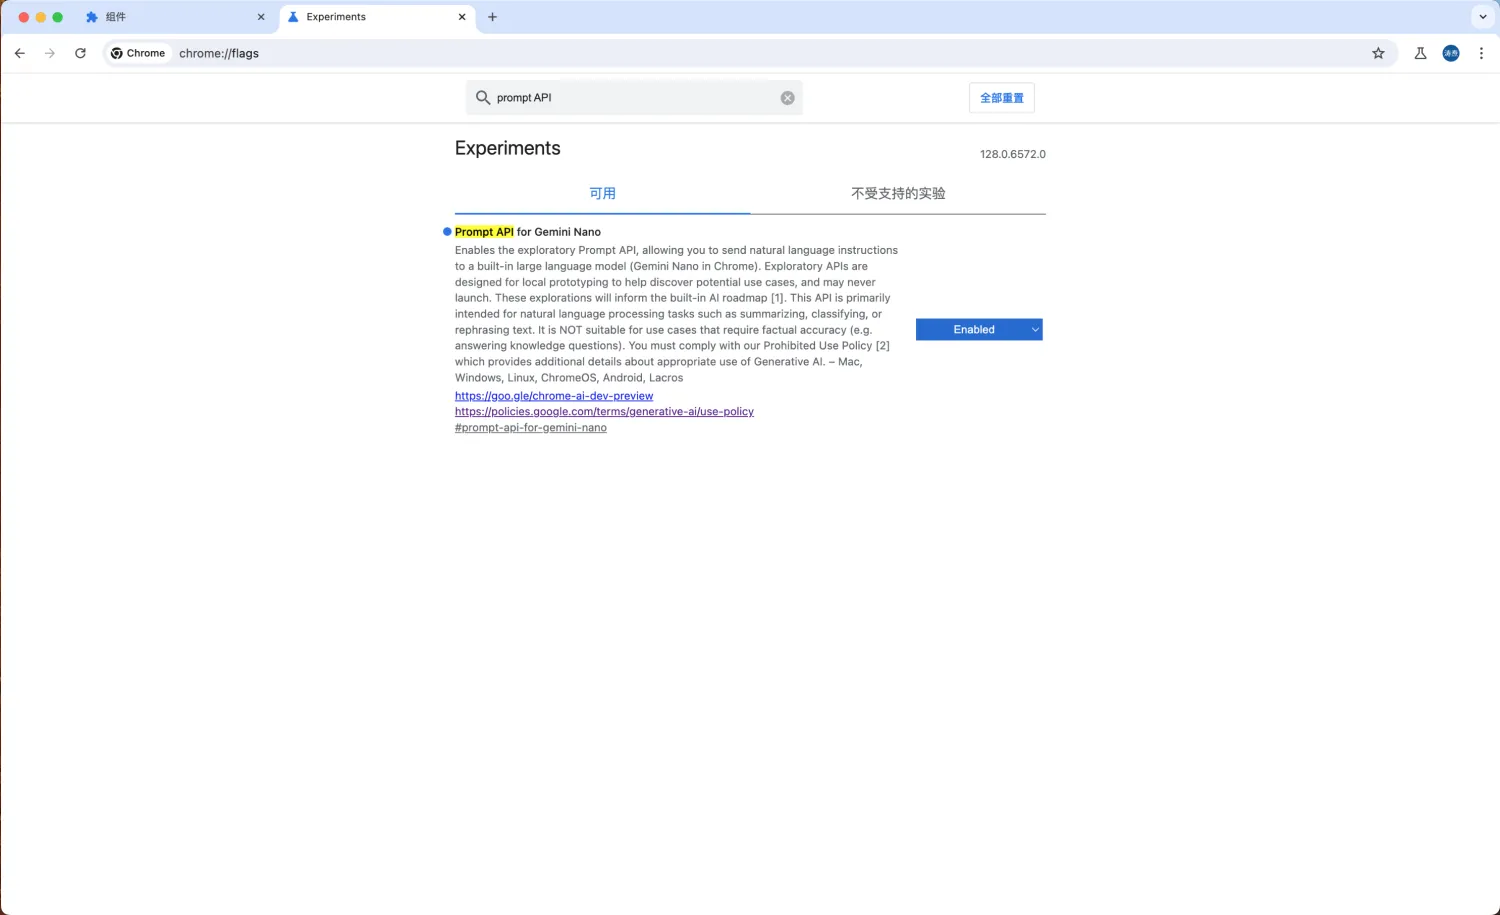 组件
Experiments
Chrome
chrome://flags
prompt API
全部重置
Experiments
128.0.6572.0
可用
不受支持的实验
Prompt API for Gemini Nano
Enables the exploratory Prompt API, allowing you to send natural language instructions
to a built-in large language model (Gemini Nano in Chrome). Exploratory APIs are
designed for local prototyping to help discover potential use cases, and may never
launch. These explorations will inform the built-in AI roadmap [1]. This API is primarily
intended for natural language processing tasks such as summarizing, classifying, or
rephrasing text. It is NOT suitable for use cases that require factual accuracy (e.g.
answering knowledge questions). You must comply with our Prohibited Use Policy [2]
which provides additional details about appropriate use of Generative AI. – Mac,
Windows, Linux, ChromeOS, Android, Lacros
Enabled
https://goo.gle/chrome-ai-dev-preview
https://policies.google.com/terms/generative-ai/use-policy
#prompt-api-for-gemini-nano